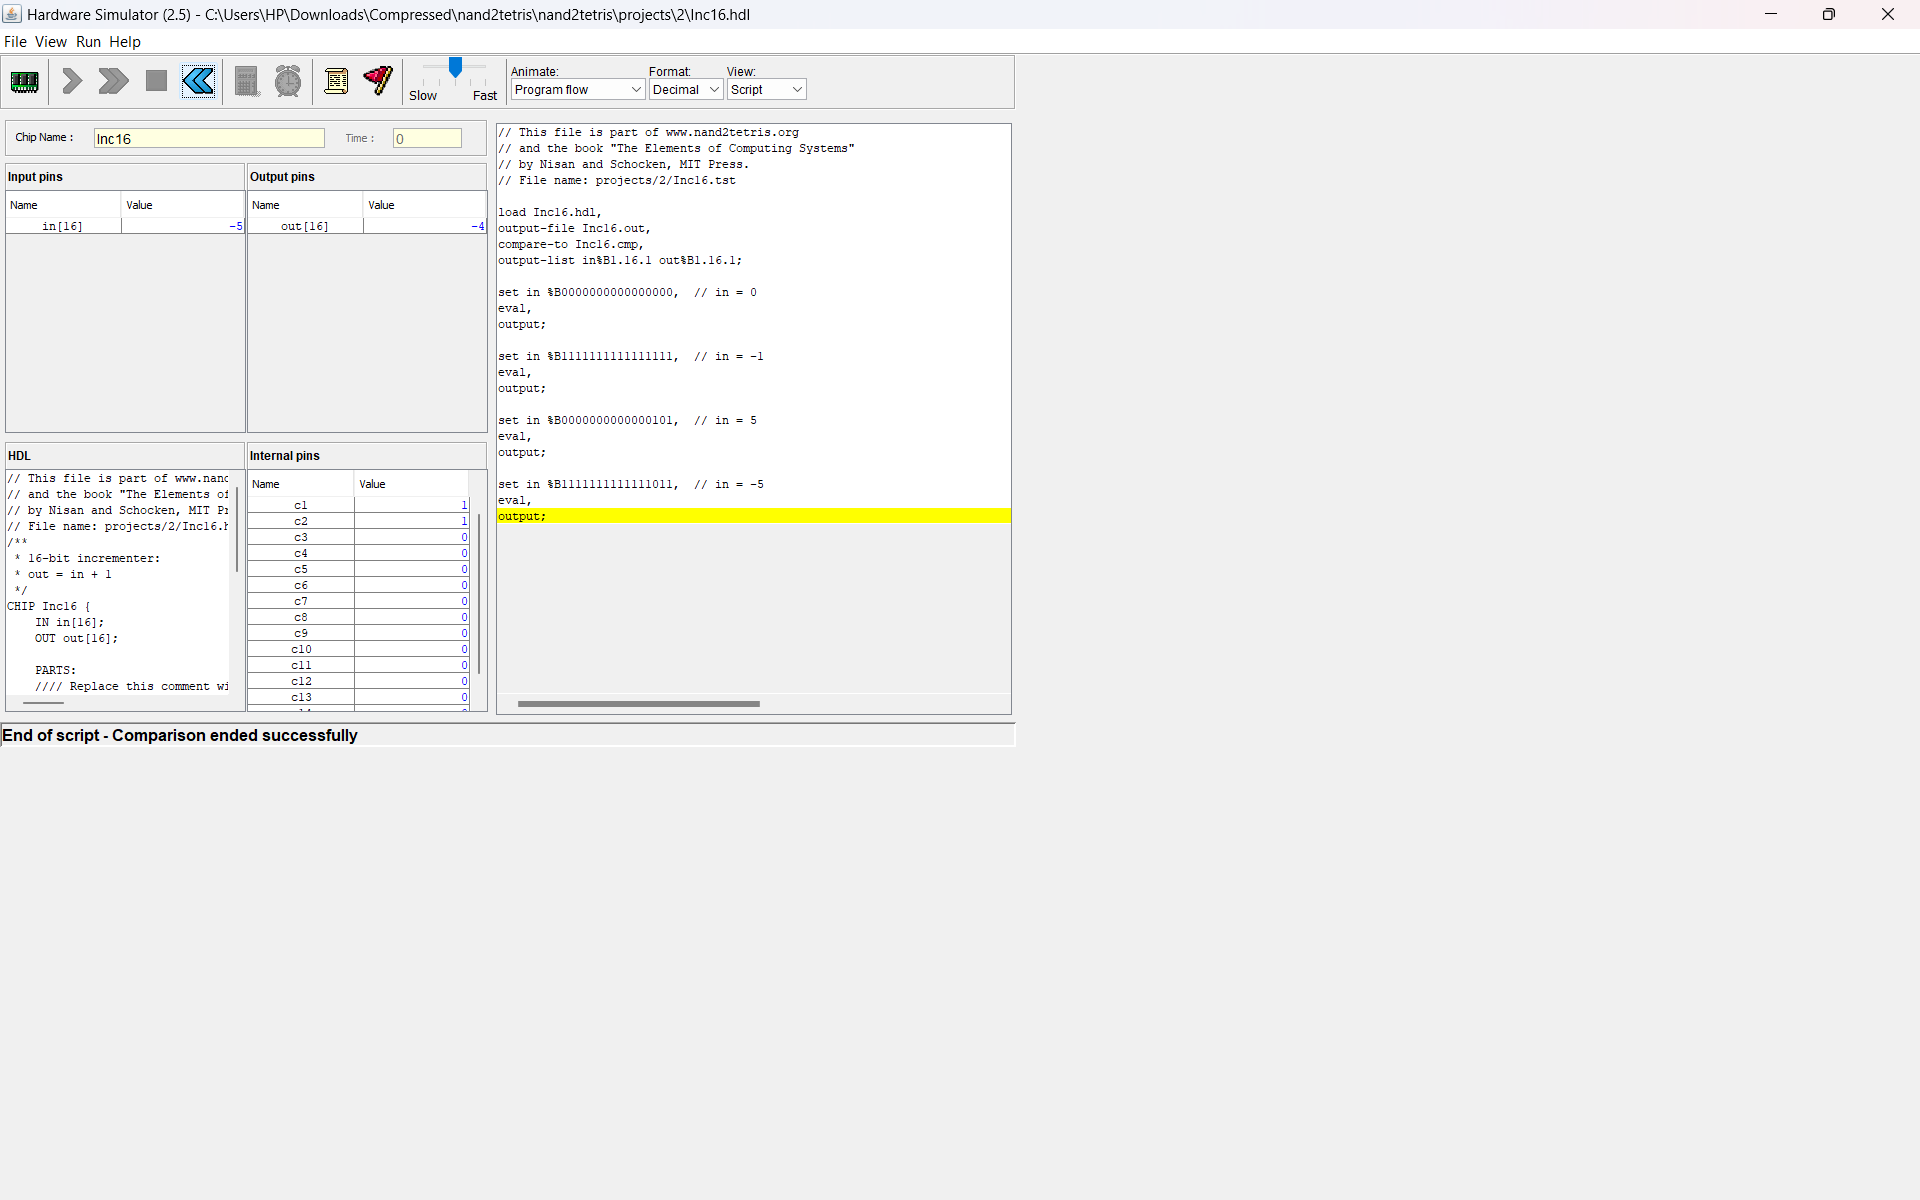 Hardware Simulator (2.5) - C:\Users\HP\Downloads\Compressed\nand2tetris\nand2tetris\projects\2\Inc16.hdl
File View Run Help
Slow Fast
Animate: Format: View:
Program flow Decimal Script
Chip Name : Inc16 Time : 0
Input pins
Name Value
in[16] -5
Output pins
Name Value
out[16] -4
HDL
// This file is part of www.nand
// and the book "The Elements of
// by Nisan and Schocken, MIT Pr
// File name: projects/2/Inc16.h
/**
* 16-bit incrementer:
* out = in + 1
*/
CHIP Inc16 {
IN in[16];
OUT out[16];
PARTS:
//// Replace this comment wi
Internal pins
Name Value
c1 1
c2 1
c3 0
c4 0
c5 0
c6 0
c7 0
c8 0
c9 0
c10 0
c11 0
c12 0
c13 0
// This file is part of www.nand2tetris.org
// and the book "The Elements of Computing Systems"
// by Nisan and Schocken, MIT Press.
// File name: projects/2/Inc16.tst
load Inc16.hdl,
output-file Inc16.out,
compare-to Inc16.cmp,
output-list in%B1.16.1 out%B1.16.1;
set in %B0000000000000000,  // in = 0
eval,
output;
set in %B1111111111111111,  // in = -1
eval,
output;
set in %B0000000000000101,  // in = 5
eval,
output;
set in %B1111111111111011,  // in = -5
eval,
output;
End of script - Comparison ended successfully